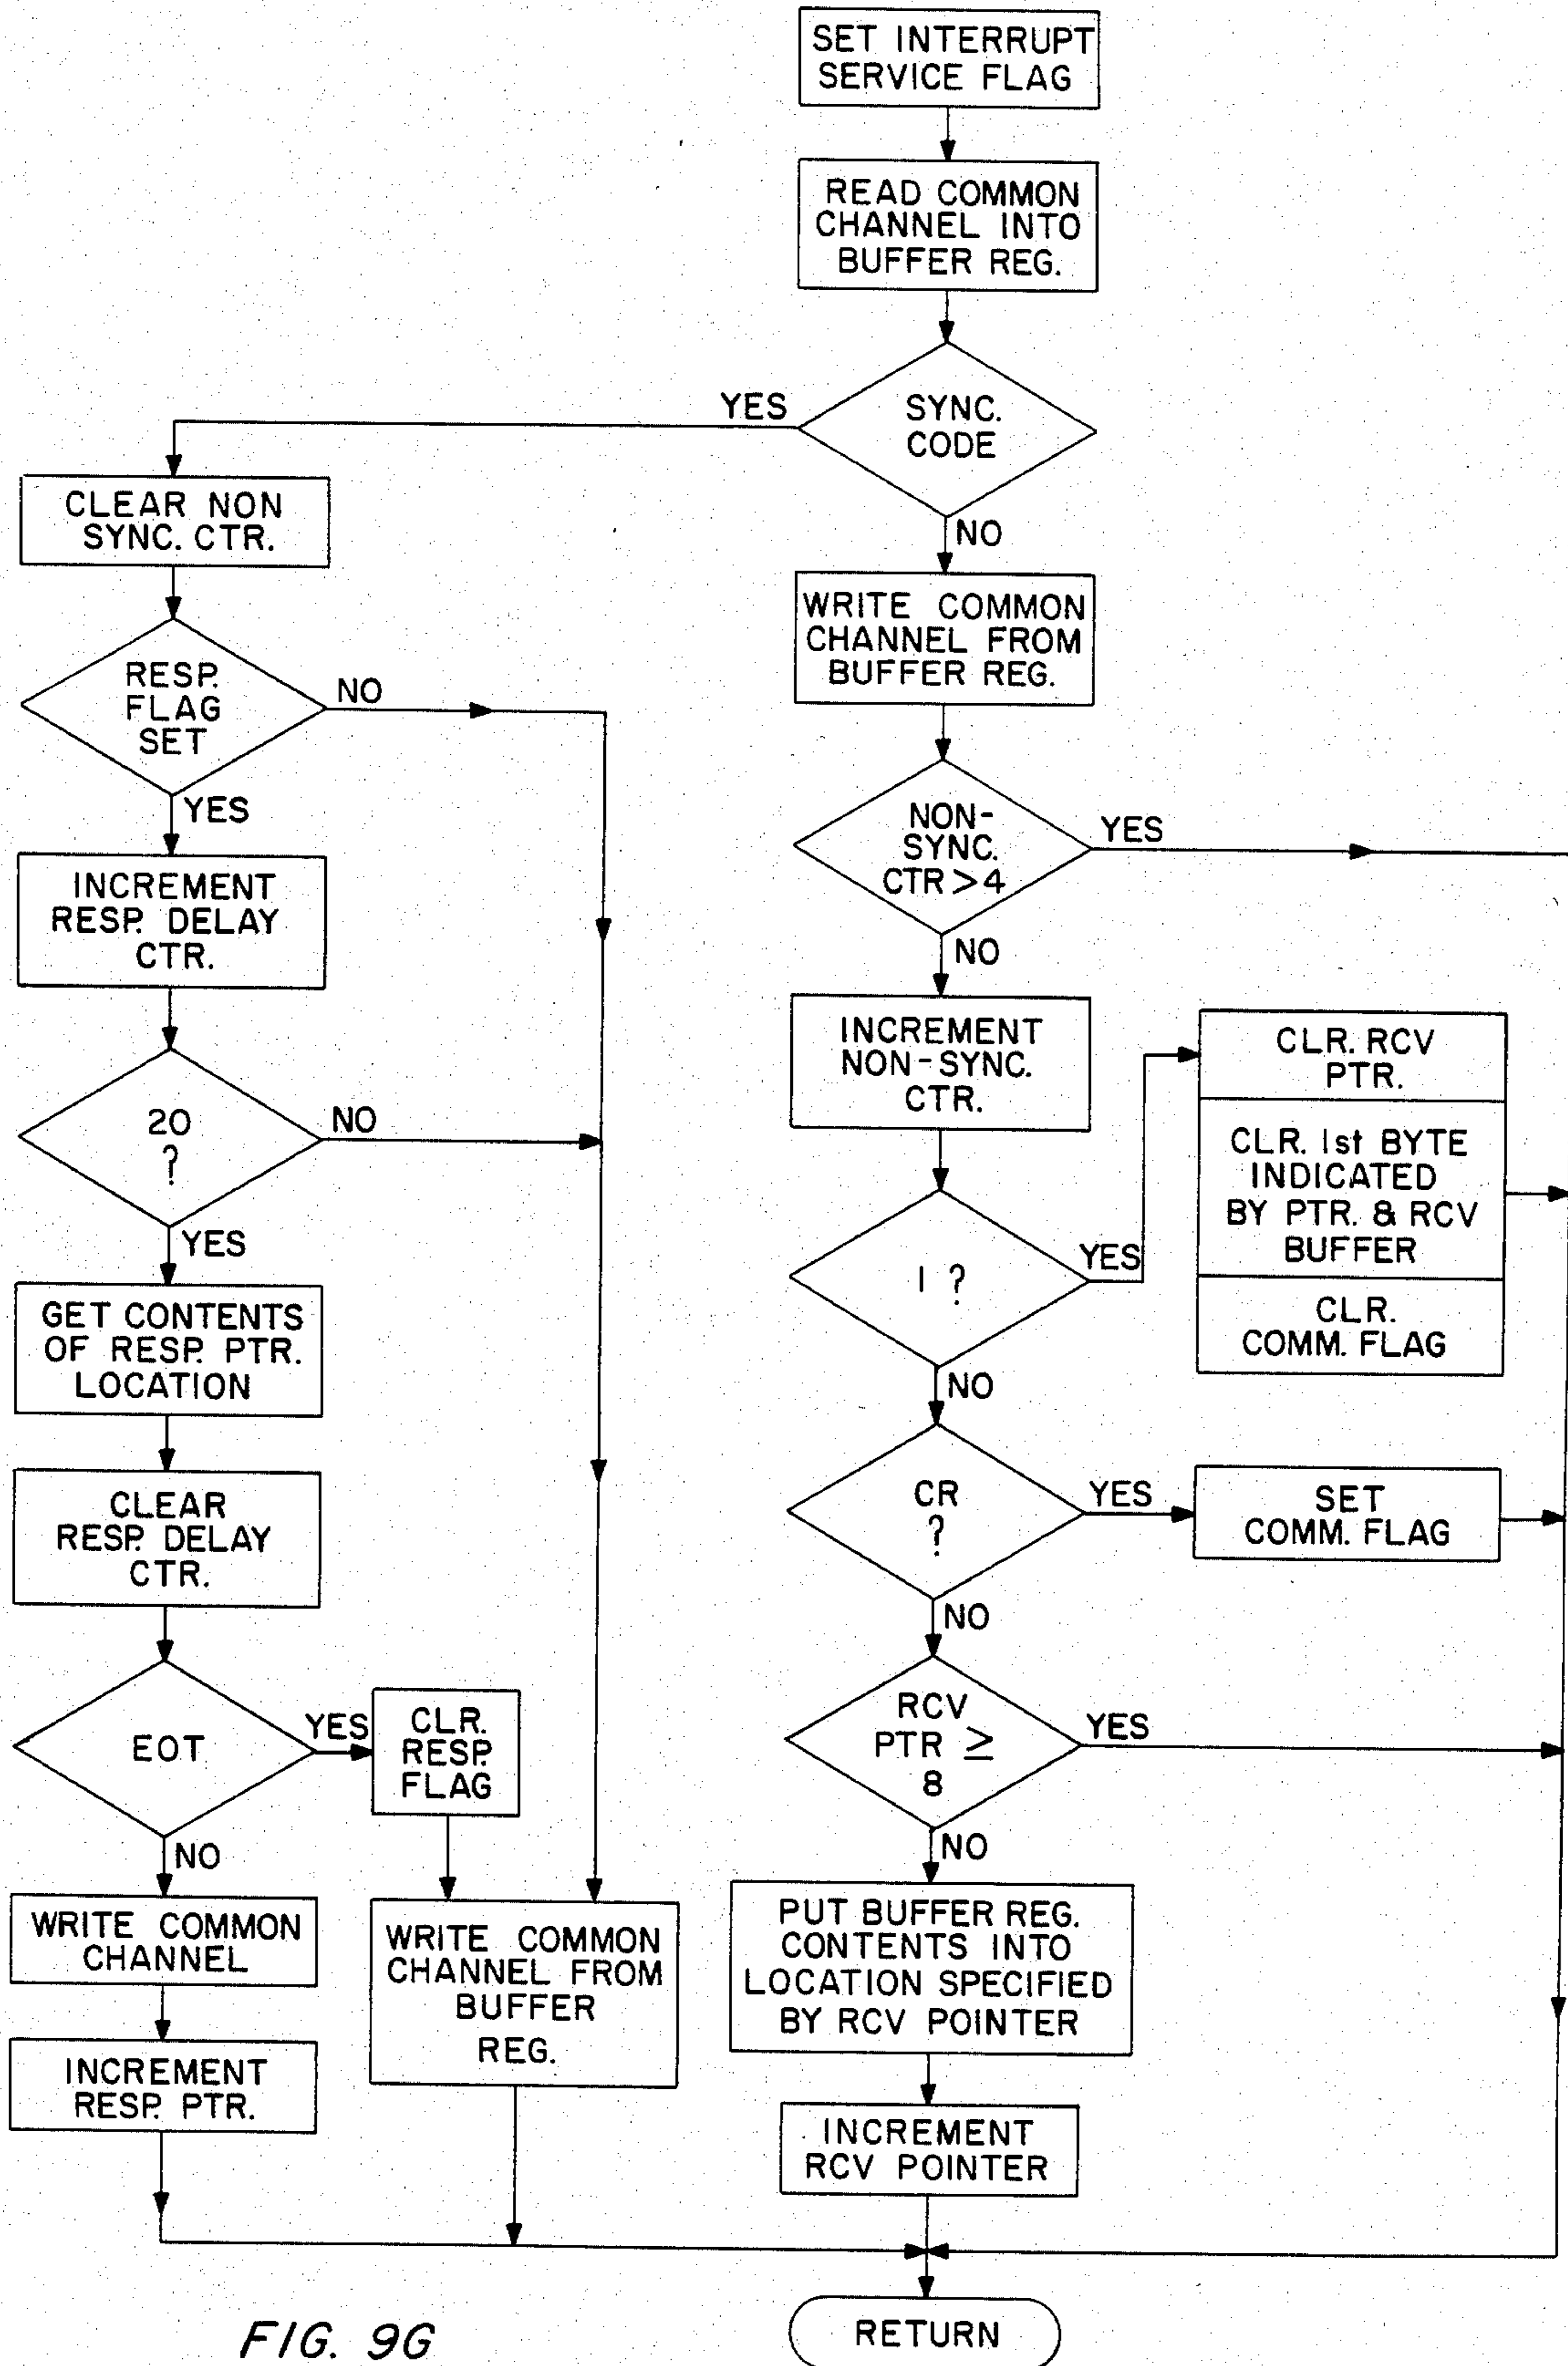 SET INTERRUPT
SERVICE FLAG
READ COMMON
CHANNEL INTO
BUFFER REG.
SYNC.
CODE
YES
NO
CLEAR NON
SYNC. CTR.
RESP.
FLAG
SET
NO
YES
INCREMENT
RESP. DELAY
CTR.
20
?
NO
YES
GET CONTENTS
OF RESP. PTR.
LOCATION
CLEAR
RESP. DELAY
CTR.
EOT
YES
NO
CLR.
RESP.
FLAG
WRITE COMMON
CHANNEL
INCREMENT
RESP. PTR.
WRITE COMMON
CHANNEL FROM
BUFFER
REG.
WRITE COMMON
CHANNEL FROM
BUFFER REG.
NON-
SYNC.
CTR > 4
YES
NO
INCREMENT
NON-SYNC.
CTR.
1 ?
YES
NO
CLR. RCV
PTR.
CLR. 1st BYTE
INDICATED
BY PTR. & RCV
BUFFER
CLR.
COMM. FLAG
CR
?
YES
NO
SET
COMM. FLAG
RCV
PTR ≥
8
YES
NO
PUT BUFFER REG.
CONTENTS INTO
LOCATION SPECIFIED
BY RCV POINTER
INCREMENT
RCV POINTER
RETURN
FIG. 9G